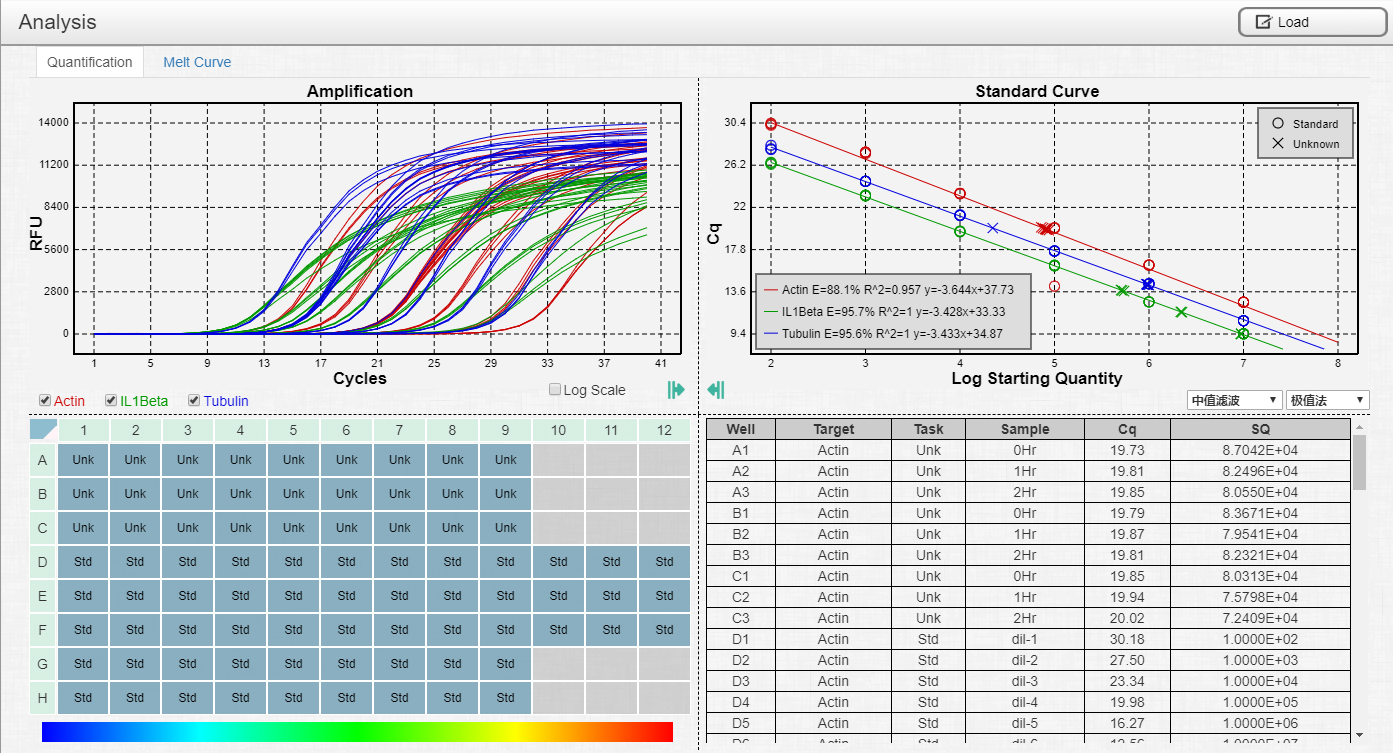 Analysis
Load
Quantification Melt Curve
Amplification
14000
11200
8400
5600
2800
0
RFU
1 5 9 13 17 21 25 29 33 37 41
Cycles
Log Scale
Actin IL1Beta Tubulin
Standard Curve
30.4
26.2
22
17.8
13.6
9.4
Cq
Standard
Unknown
Actin E=88.1% R^2=0.957 y=-3.644x+37.73
IL1Beta E=95.7% R^2=1 y=-3.428x+33.33
Tubulin E=95.6% R^2=1 y=-3.433x+34.87
2 3 4 5 6 7 8
Log Starting Quantity
中值滤波 极值法
1 2 3 4 5 6 7 8 9 10 11 12
A Unk Unk Unk Unk Unk Unk Unk Unk Unk
B Unk Unk Unk Unk Unk Unk Unk Unk Unk
C Unk Unk Unk Unk Unk Unk Unk Unk Unk
D Std Std Std Std Std Std Std Std Std Std Std Std
E Std Std Std Std Std Std Std Std Std Std Std Std
F Std Std Std Std Std Std Std Std Std Std Std Std
G Std Std Std Std Std Std Std Std Std
H Std Std Std Std Std Std Std Std Std
Well Target Task Sample Cq SQ
A1 Actin Unk 0Hr 19.73 8.7042E+04
A2 Actin Unk 1Hr 19.81 8.2496E+04
A3 Actin Unk 2Hr 19.85 8.0550E+04
B1 Actin Unk 0Hr 19.79 8.3671E+04
B2 Actin Unk 1Hr 19.87 7.9541E+04
B3 Actin Unk 2Hr 19.81 8.2321E+04
C1 Actin Unk 0Hr 19.85 8.0313E+04
C2 Actin Unk 1Hr 19.94 7.5798E+04
C3 Actin Unk 2Hr 20.02 7.2409E+04
D1 Actin Std dil-1 30.18 1.0000E+02
D2 Actin Std dil-2 27.50 1.0000E+03
D3 Actin Std dil-3 23.34 1.0000E+04
D4 Actin Std dil-4 19.98 1.0000E+05
D5 Actin Std dil-5 16.27 1.0000E+06